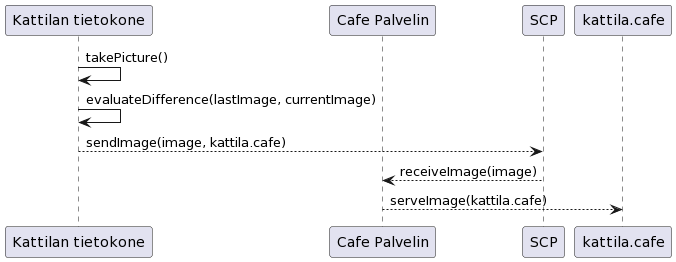 Kattilan tietokone Cafe Palvelin SCP kattila.cafe
takePicture()
evaluateDifference(lastImage, currentImage)
sendImage(image, kattila.cafe)
receiveImage(image)
serveImage(kattila.cafe)
Kattilan tietokone Cafe Palvelin SCP kattila.cafe